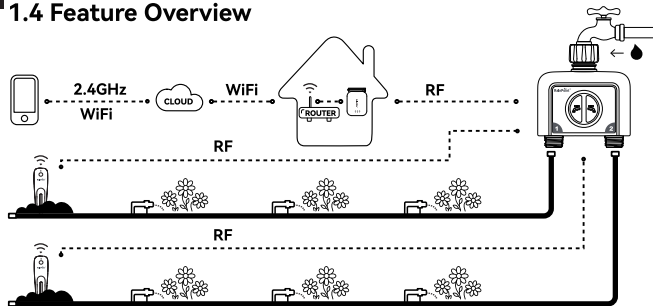 1.4 Feature Overview
2.4GHz
WiFi
CLOUD
WiFi
ROUTER
RF
1
2
RF
RF